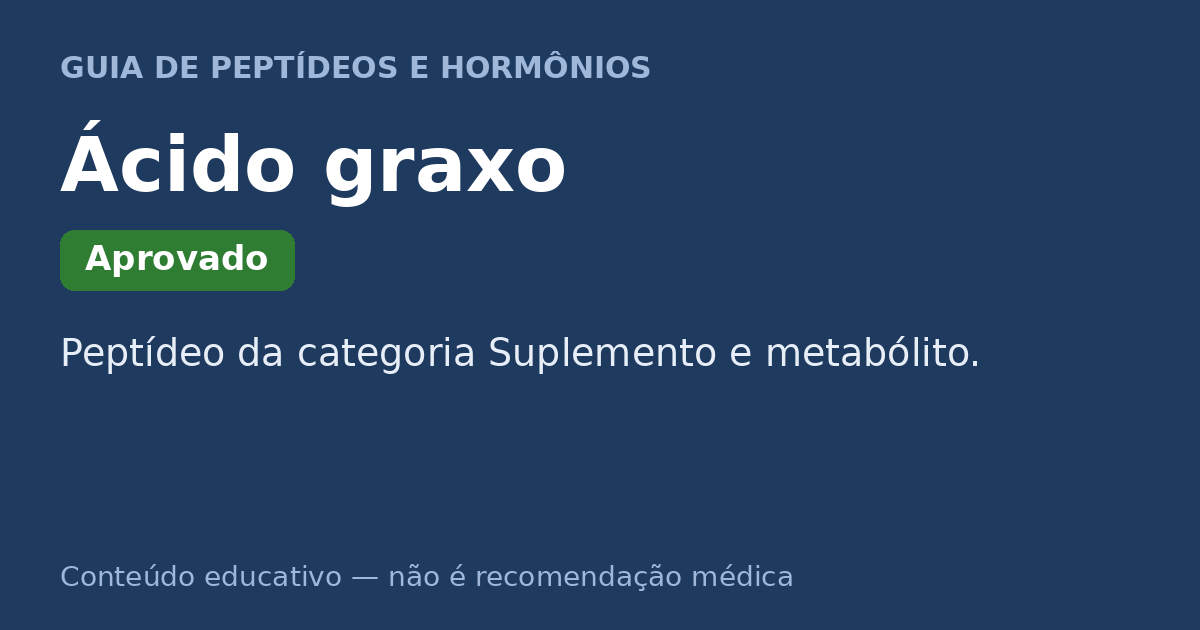 GUIA DE PEPTÍDEOS E HORMÔNIOS
Ácido graxo
Aprovado
Peptídeo da categoria Suplemento e metabólito.
Conteúdo educativo — não é recomendação médica